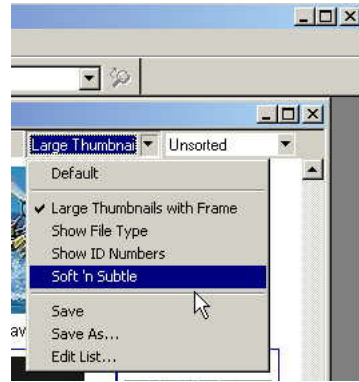 Large Thumbnai Unsorted
Default
Large Thumbnails with Frame
Show File Type
Show ID Numbers
Soft 'n Subtle
Save
av
Save As...
Edit List...